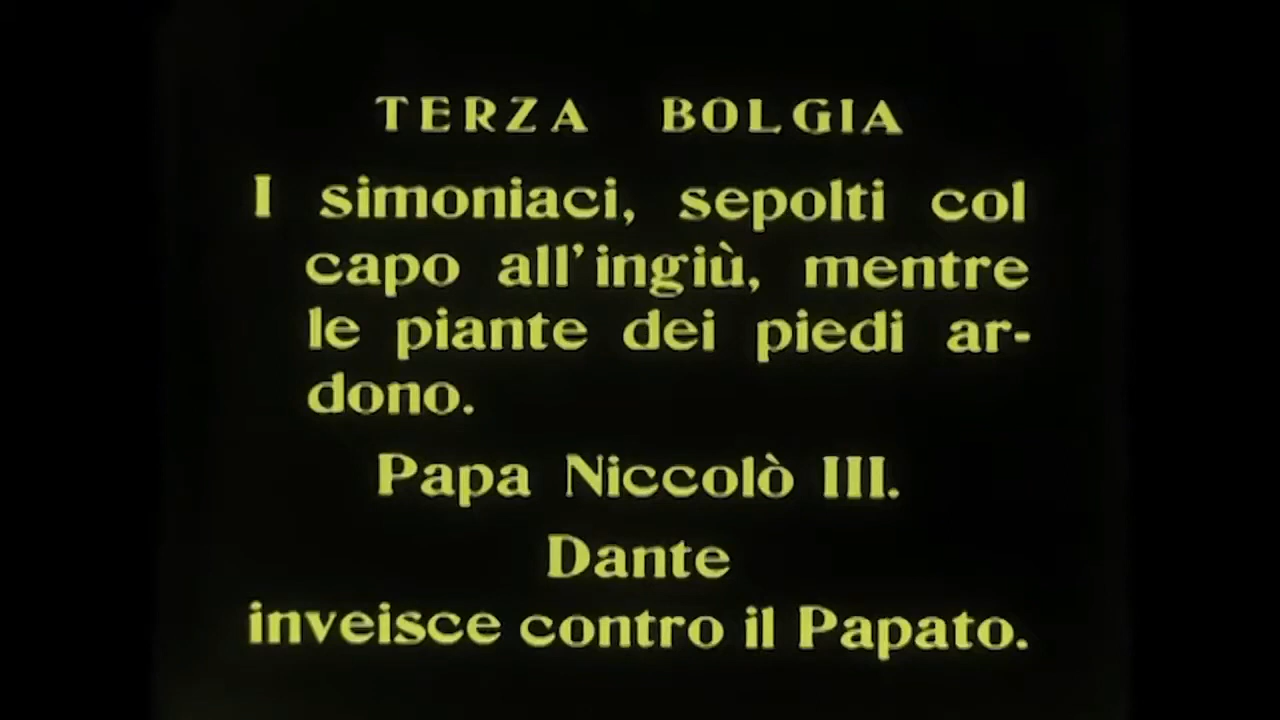 TERZA BOLGIA
I simoniaci, sepolti col
capo all'ingiù, mentre
le piante dei piedi ar-
dono.
Papa Niccolò III.
Dante
inveisce contro il Papato.